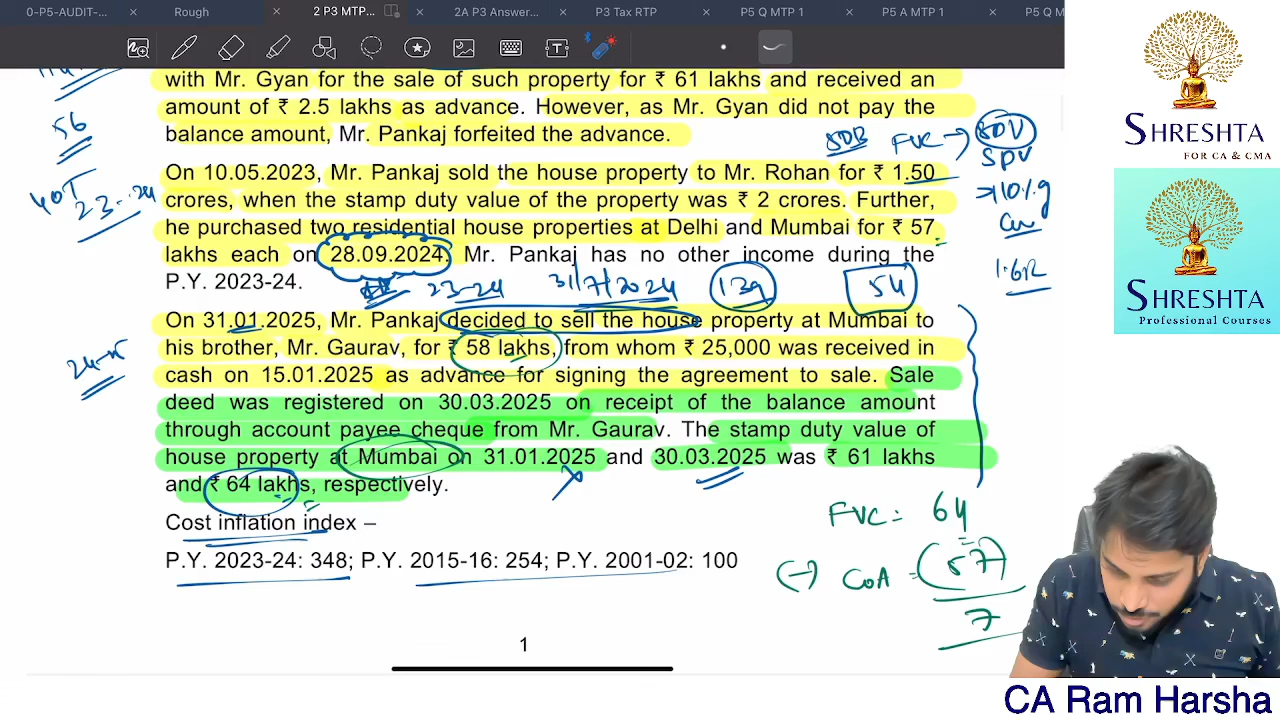 0-P5-AUDIT-... × Rough × 2 P3 MTP... × 2A P3 Answer... × P3 Tax RTP × P5 Q MTP 1 × P5 A MTP 1 × P5 Q M
with Mr. Gyan for the sale of such property for ₹ 61 lakhs and received an
amount of ₹ 2.5 lakhs as advance. However, as Mr. Gyan did not pay the
balance amount, Mr. Pankaj forfeited the advance.
56
FVC → SDV
SPV
>10%
1.5R
On 10.05.2023, Mr. Pankaj sold the house property to Mr. Rohan for ₹ 1.50
crores, when the stamp duty value of the property was ₹ 2 crores. Further,
he purchased two residential house properties at Delhi and Mumbai for ₹ 57
lakhs each on 28.09.2024. Mr. Pankaj has no other income during the
P.Y. 2023-24.
23-24
23-24 31/7/2024 139 54
On 31.01.2025, Mr. Pankaj decided to sell the house property at Mumbai to
his brother, Mr. Gaurav, for ₹ 58 lakhs, from whom ₹ 25,000 was received in
cash on 15.01.2025 as advance for signing the agreement to sale. Sale
deed was registered on 30.03.2025 on receipt of the balance amount
through account payee cheque from Mr. Gaurav. The stamp duty value of
house property at Mumbai on 31.01.2025 and 30.03.2025 was ₹ 61 lakhs
and ₹ 64 lakhs, respectively.
24-25
Cost inflation index –
P.Y. 2023-24: 348; P.Y. 2015-16: 254; P.Y. 2001-02: 100
FVC = 64
(-) COA = (57)
7
1
SHRESHTA
FOR CA & CMA
SHRESHTA
Professional Courses
CA Ram Harsha